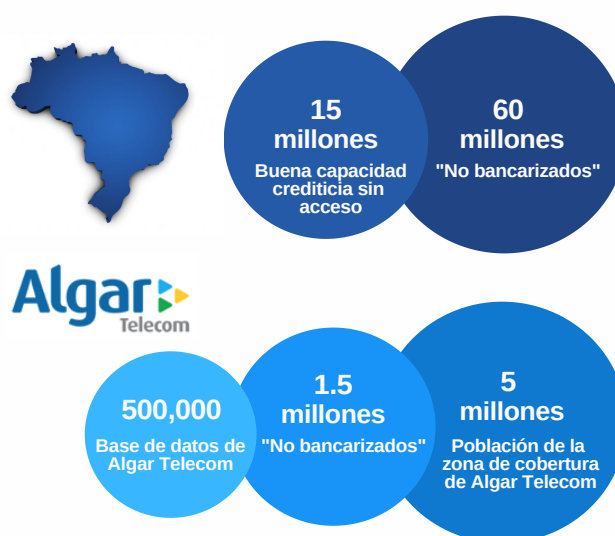 15
millones
Buena capacidad
crediticia sin
acceso
60
millones
"No bancarizados"
Algar
Telecom
500,000
Base de datos de
Algar Telecom
1.5
millones
"No bancarizados"
5
millones
Población de la
zona de cobertura
de Algar Telecom